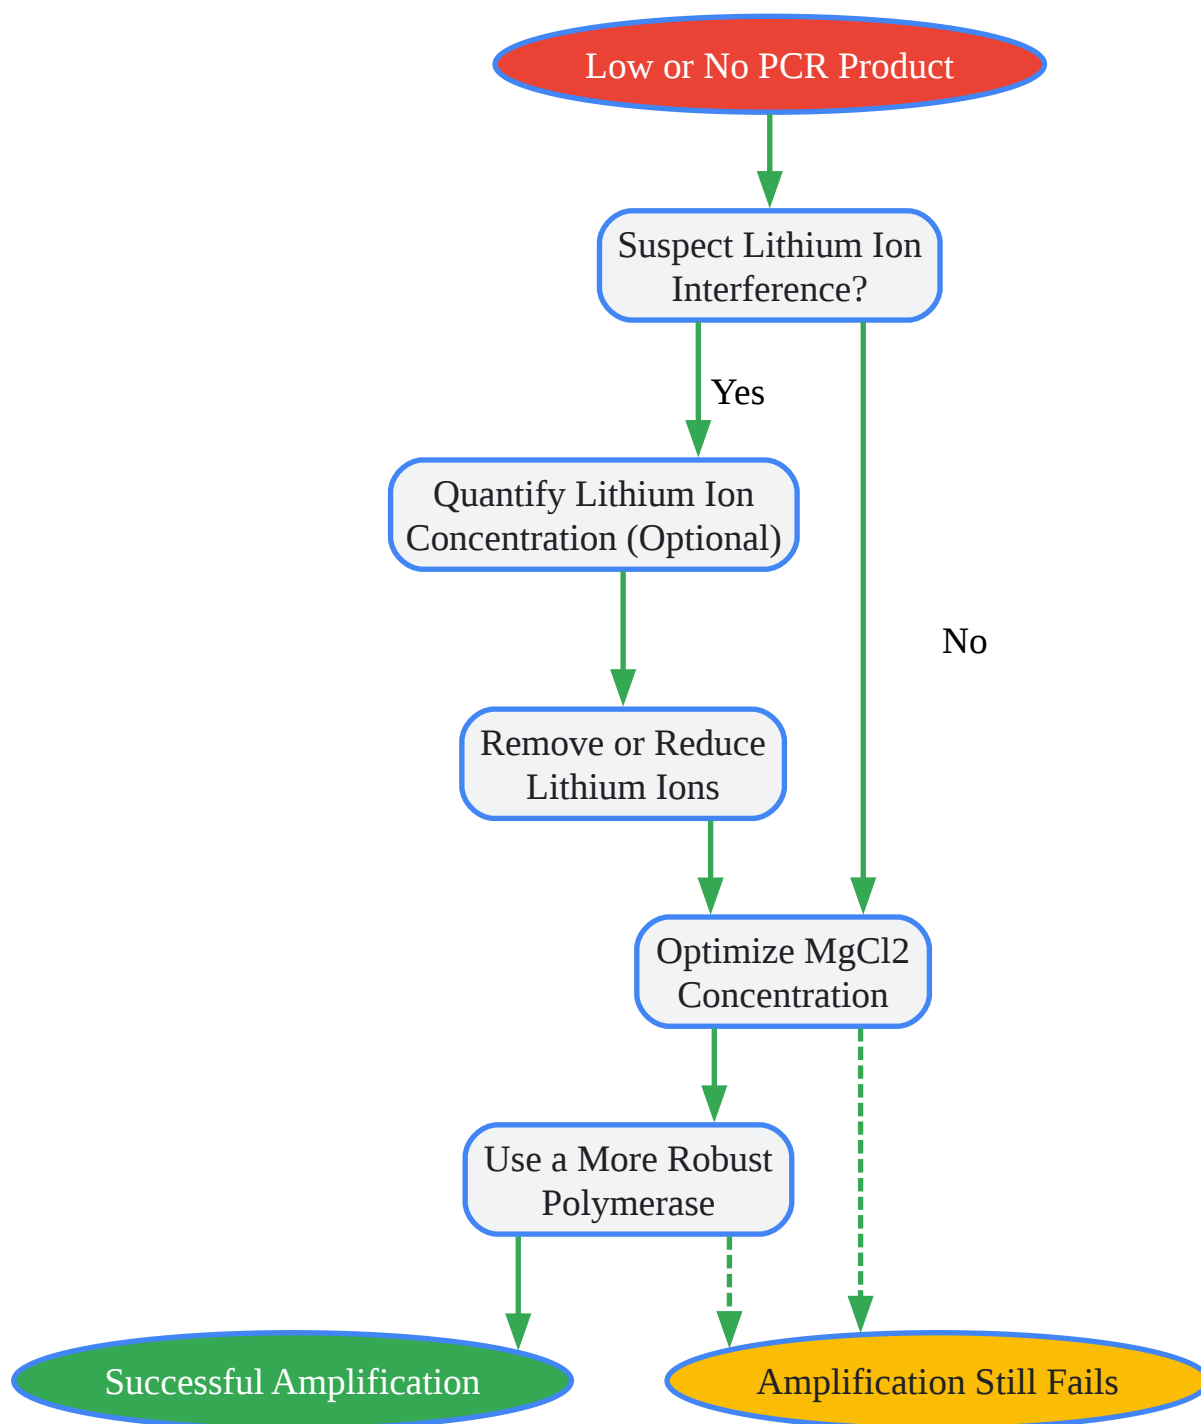 Low or No PCR Product
Suspect Lithium Ion
Interference?
Yes
Quantify Lithium Ion
Concentration (Optional)
No
Remove or Reduce
Lithium Ions
Optimize MgCl2
Concentration
Use a More Robust
Polymerase
Successful Amplification
Amplification Still Fails